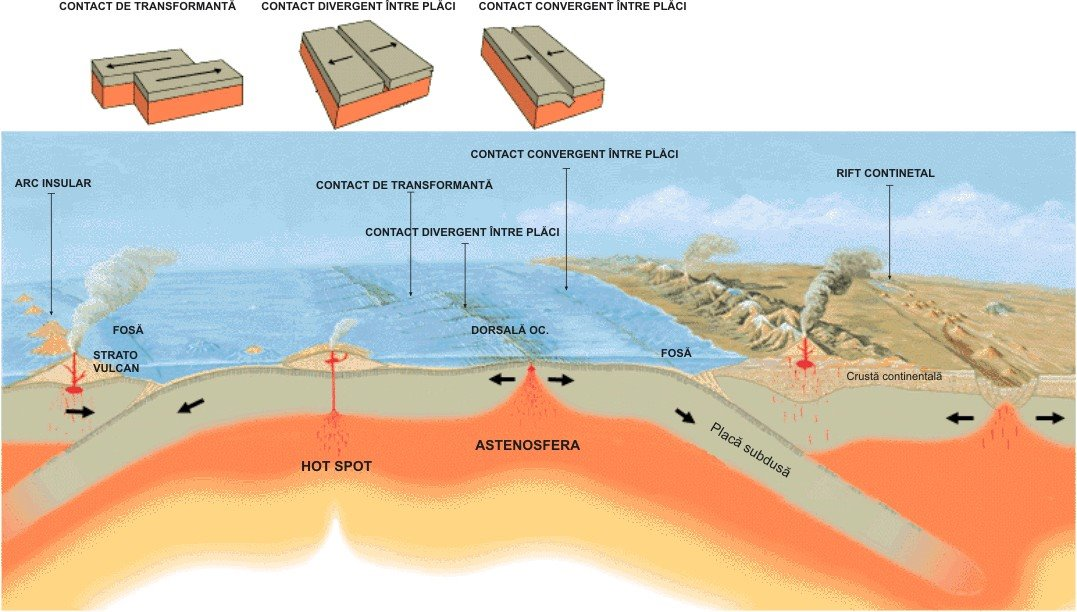 CONTACT DE TRANSFORMANTĂ
CONTACT DIVERGENT ÎNTRE PLĂCI
CONTACT CONVERGENT ÎNTRE PLĂCI
CONTACT CONVERGENT ÎNTRE PLĂCI
RIFT CONTINETAL
ARC INSULAR
CONTACT DE TRANSFORMANTĂ
CONTACT DIVERGENT ÎNTRE PLĂCI
FOSĂ
DORSALĂ OC.
STRATO
VULCAN
FOSĂ
Crustă continentală
Placă subdusă
ASTENOSFERA
HOT SPOT